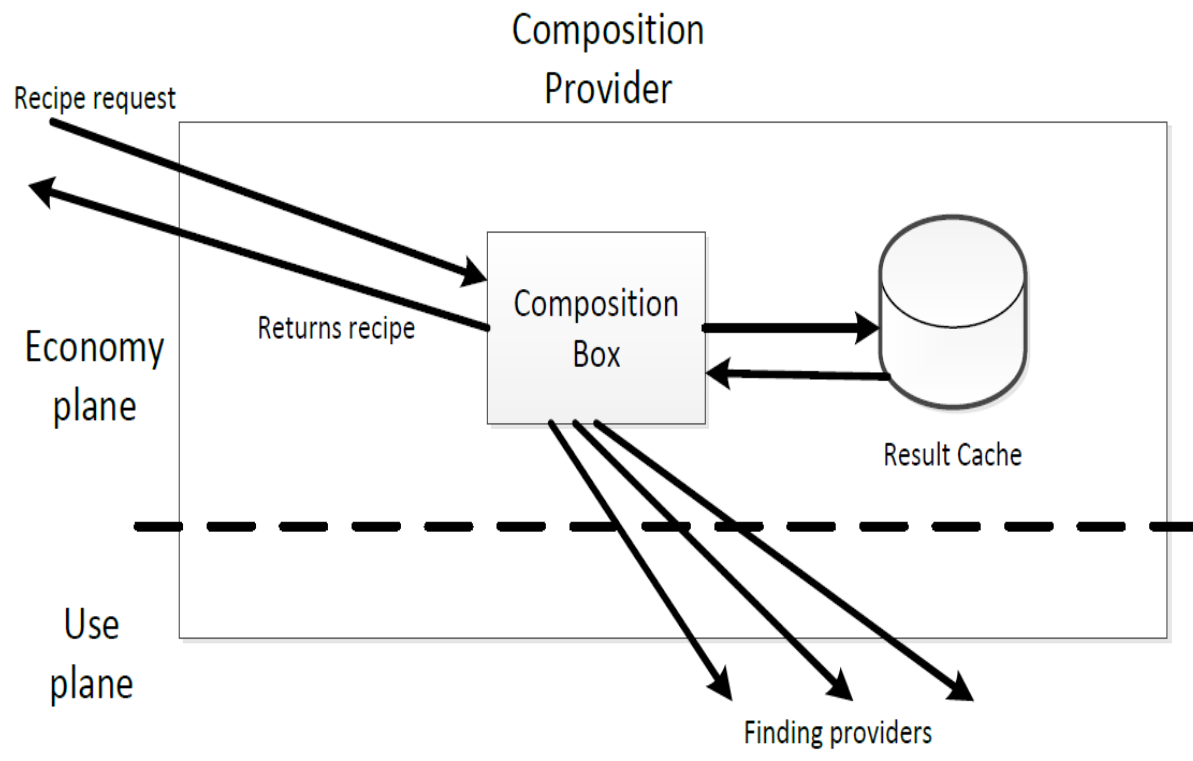 Composition
Provider
Recipe request
Composition
Box
Returns recipe
Economy
plane
Result Cache
Use
plane
Finding providers